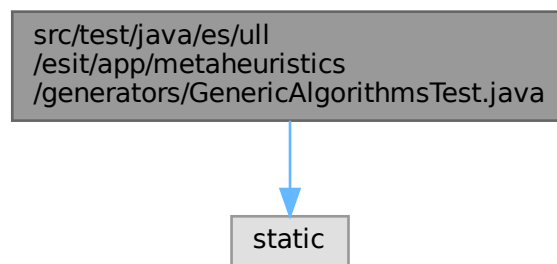 src/test/java/es/ull
/esit/app/metaheuristics
/generators/GenericAlgorithmsTest.java
static